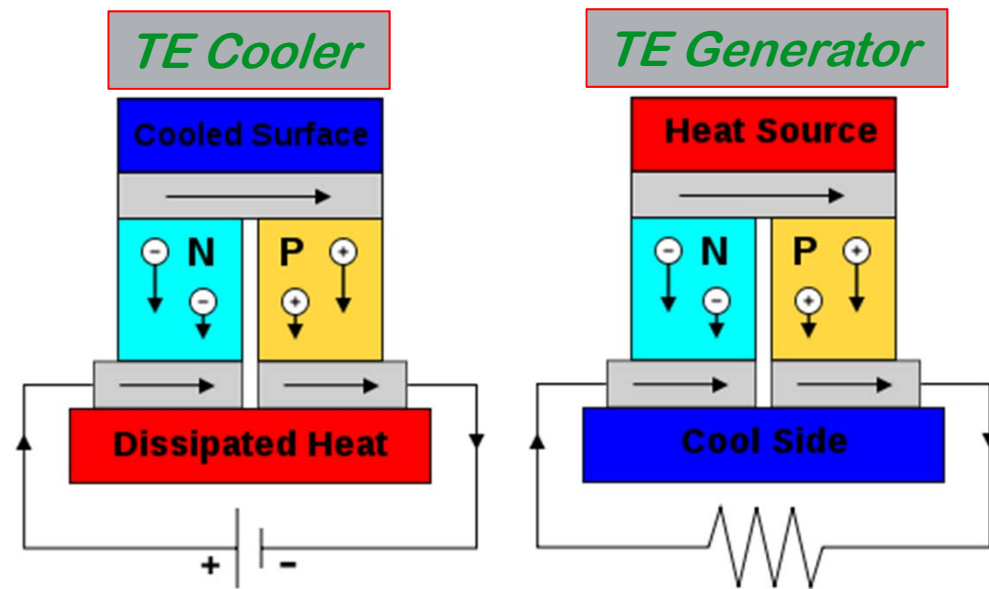 TE Cooler
TE Generator
Cooled Surface
Heat Source
N P
N P
Dissipated Heat
Cool Side
+ -